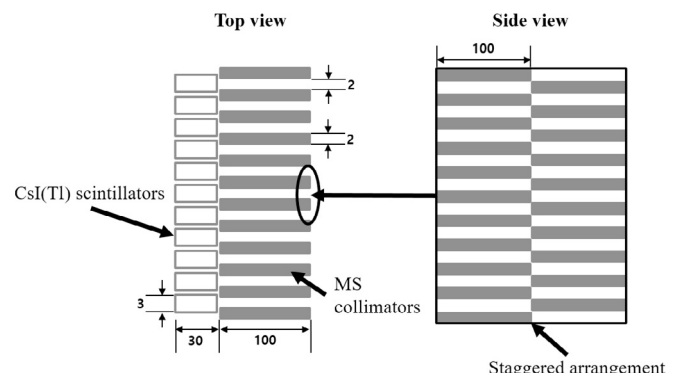 Top view
Side view
100
2
2
CsI(Tl) scintillators
MS
collimators
3
30
100
Staggered arrangement